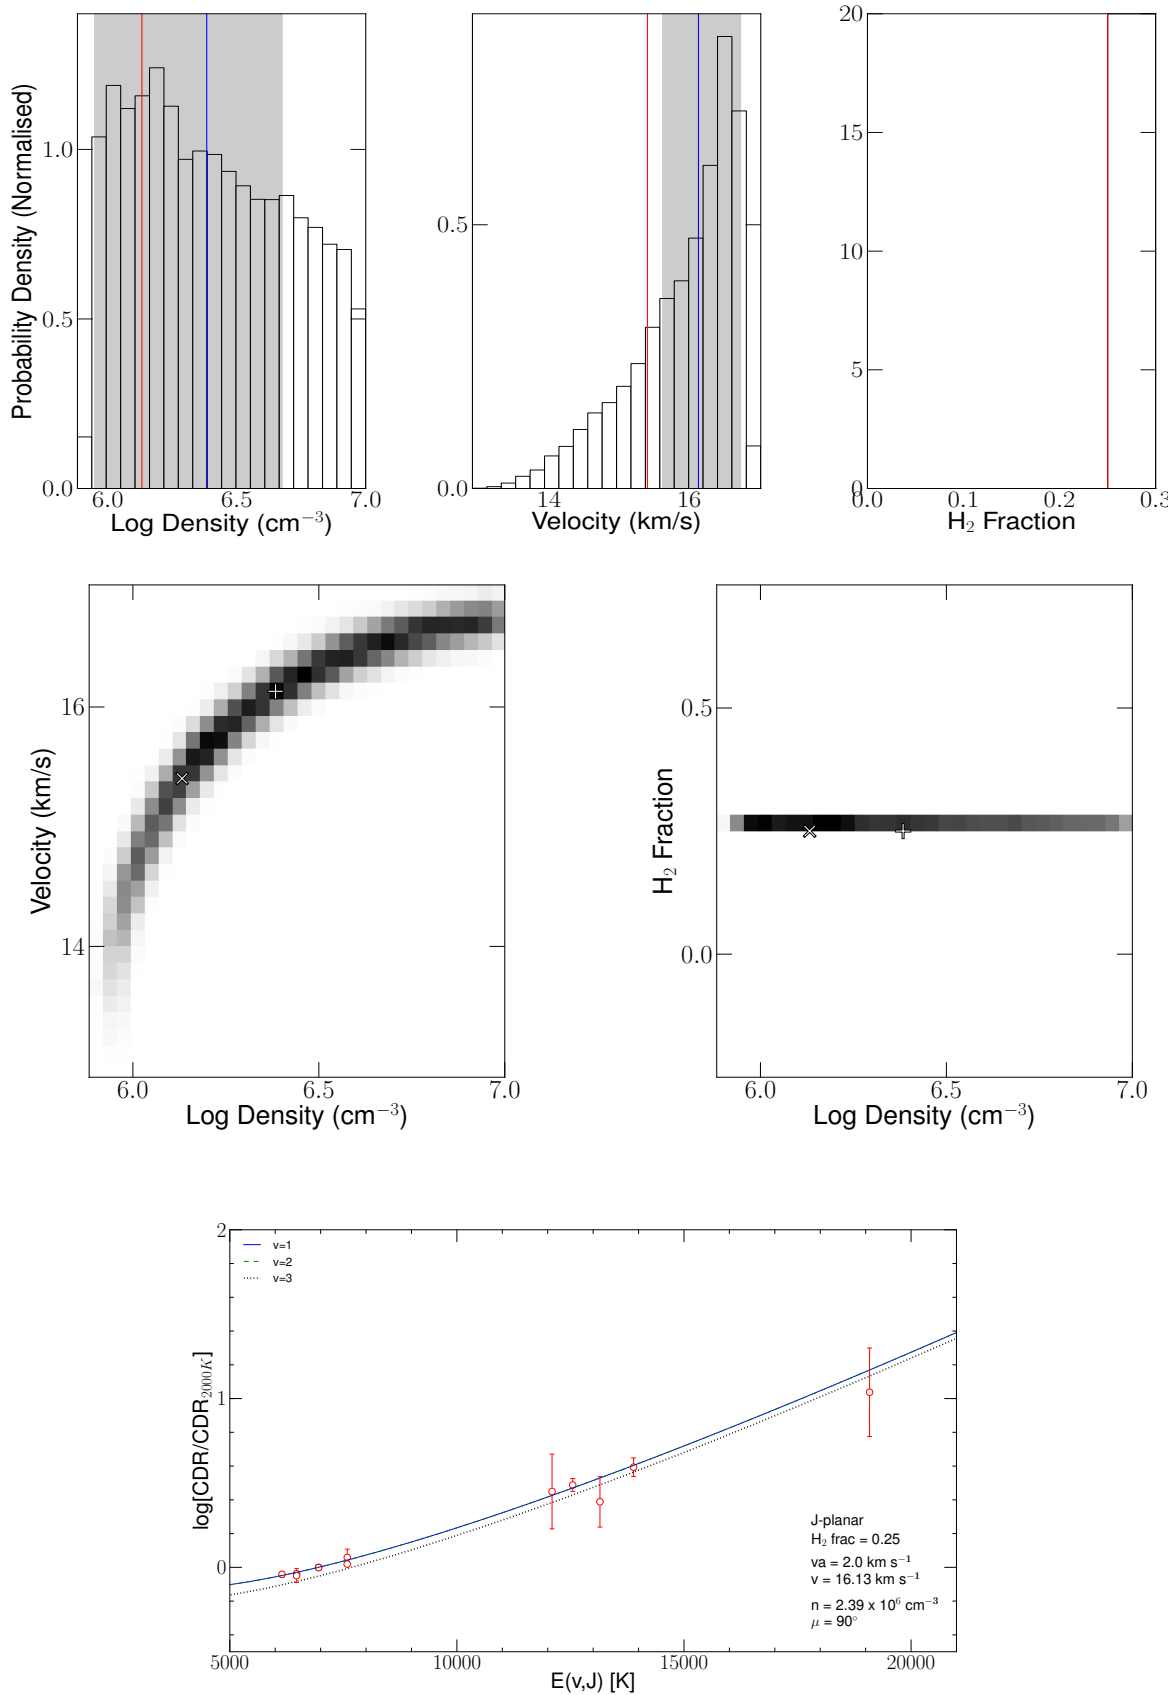 Probability Density (Normalised)
1.0
0.5
0.0
6.0 6.5 7.0
Log Density (cm⁻³)
0.5
0.0
14 16
Velocity (km/s)
20
15
10
5
0
0.0 0.1 0.2 0.3
H₂ Fraction
Velocity (km/s)
16
14
6.0 6.5 7.0
Log Density (cm⁻³)
H₂ Fraction
0.5
0.0
6.0 6.5 7.0
Log Density (cm⁻³)
log[CDR/CDR₂₀₀₀K]
2
1
0
v=1
v=2
v=3
J-planar
H₂ frac = 0.25
va = 2.0 km s⁻¹
v = 16.13 km s⁻¹
n = 2.39 x 10⁶ cm⁻³
μ = 90°
5000 10000 15000 20000
E(v,J) [K]